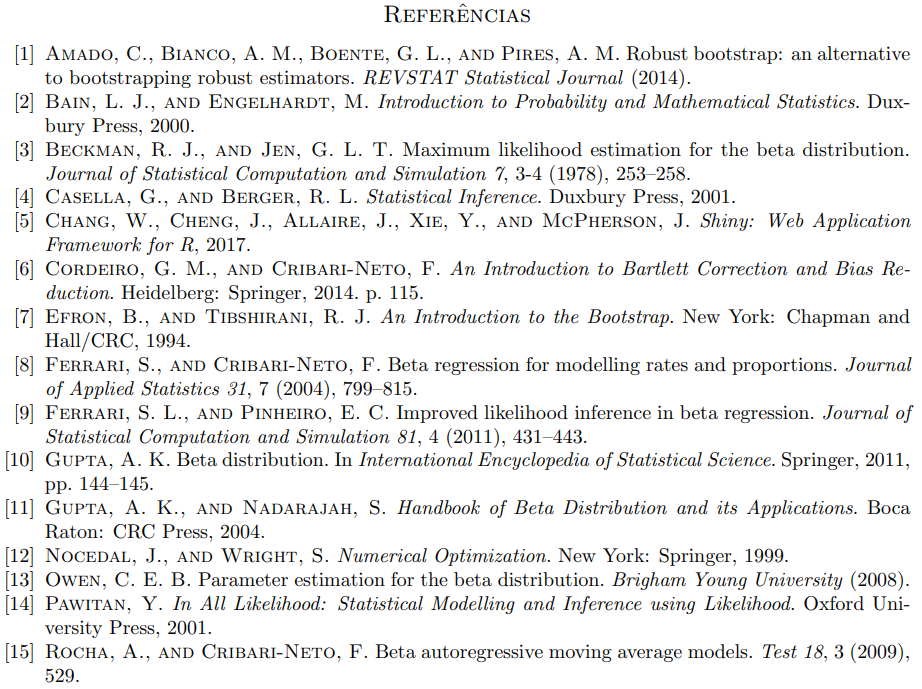 REFERÊNCIAS
[1] AMADO, C., BIANCO, A. M., BOENTE, G. L., AND PIRES, A. M. Robust bootstrap: an alternative
to bootstrapping robust estimators. REVSTAT Statistical Journal (2014).
[2] BAIN, L. J., AND ENGELHARDT, M. Introduction to Probability and Mathematical Statistics. Dux-
bury Press, 2000.
[3] BECKMAN, R. J., AND JEN, G. L. T. Maximum likelihood estimation for the beta distribution.
Journal of Statistical Computation and Simulation 7, 3-4 (1978), 253–258.
[4] CASELLA, G., AND BERGER, R. L. Statistical Inference. Duxbury Press, 2001.
[5] CHANG, W., CHENG, J., ALLAIRE, J., XIE, Y., AND MCPHERSON, J. Shiny: Web Application
Framework for R, 2017.
[6] CORDEIRO, G. M., AND CRIBARI-NETO, F. An Introduction to Bartlett Correction and Bias Re-
duction. Heidelberg: Springer, 2014. p. 115.
[7] EFRON, B., AND TIBSHIRANI, R. J. An Introduction to the Bootstrap. New York: Chapman and
Hall/CRC, 1994.
[8] FERRARI, S., AND CRIBARI-NETO, F. Beta regression for modelling rates and proportions. Journal
of Applied Statistics 31, 7 (2004), 799–815.
[9] FERRARI, S. L., AND PINHEIRO, E. C. Improved likelihood inference in beta regression. Journal of
Statistical Computation and Simulation 81, 4 (2011), 431–443.
[10] GUPTA, A. K. Beta distribution. In International Encyclopedia of Statistical Science. Springer, 2011,
pp. 144–145.
[11] GUPTA, A. K., AND NADARAJAH, S. Handbook of Beta Distribution and its Applications. Boca
Raton: CRC Press, 2004.
[12] NOCEDAL, J., AND WRIGHT, S. Numerical Optimization. New York: Springer, 1999.
[13] OWEN, C. E. B. Parameter estimation for the beta distribution. Brigham Young University (2008).
[14] PAWITAN, Y. In All Likelihood: Statistical Modelling and Inference using Likelihood. Oxford Uni-
versity Press, 2001.
[15] ROCHA, A., AND CRIBARI-NETO, F. Beta autoregressive moving average models. Test 18, 3 (2009),
529.